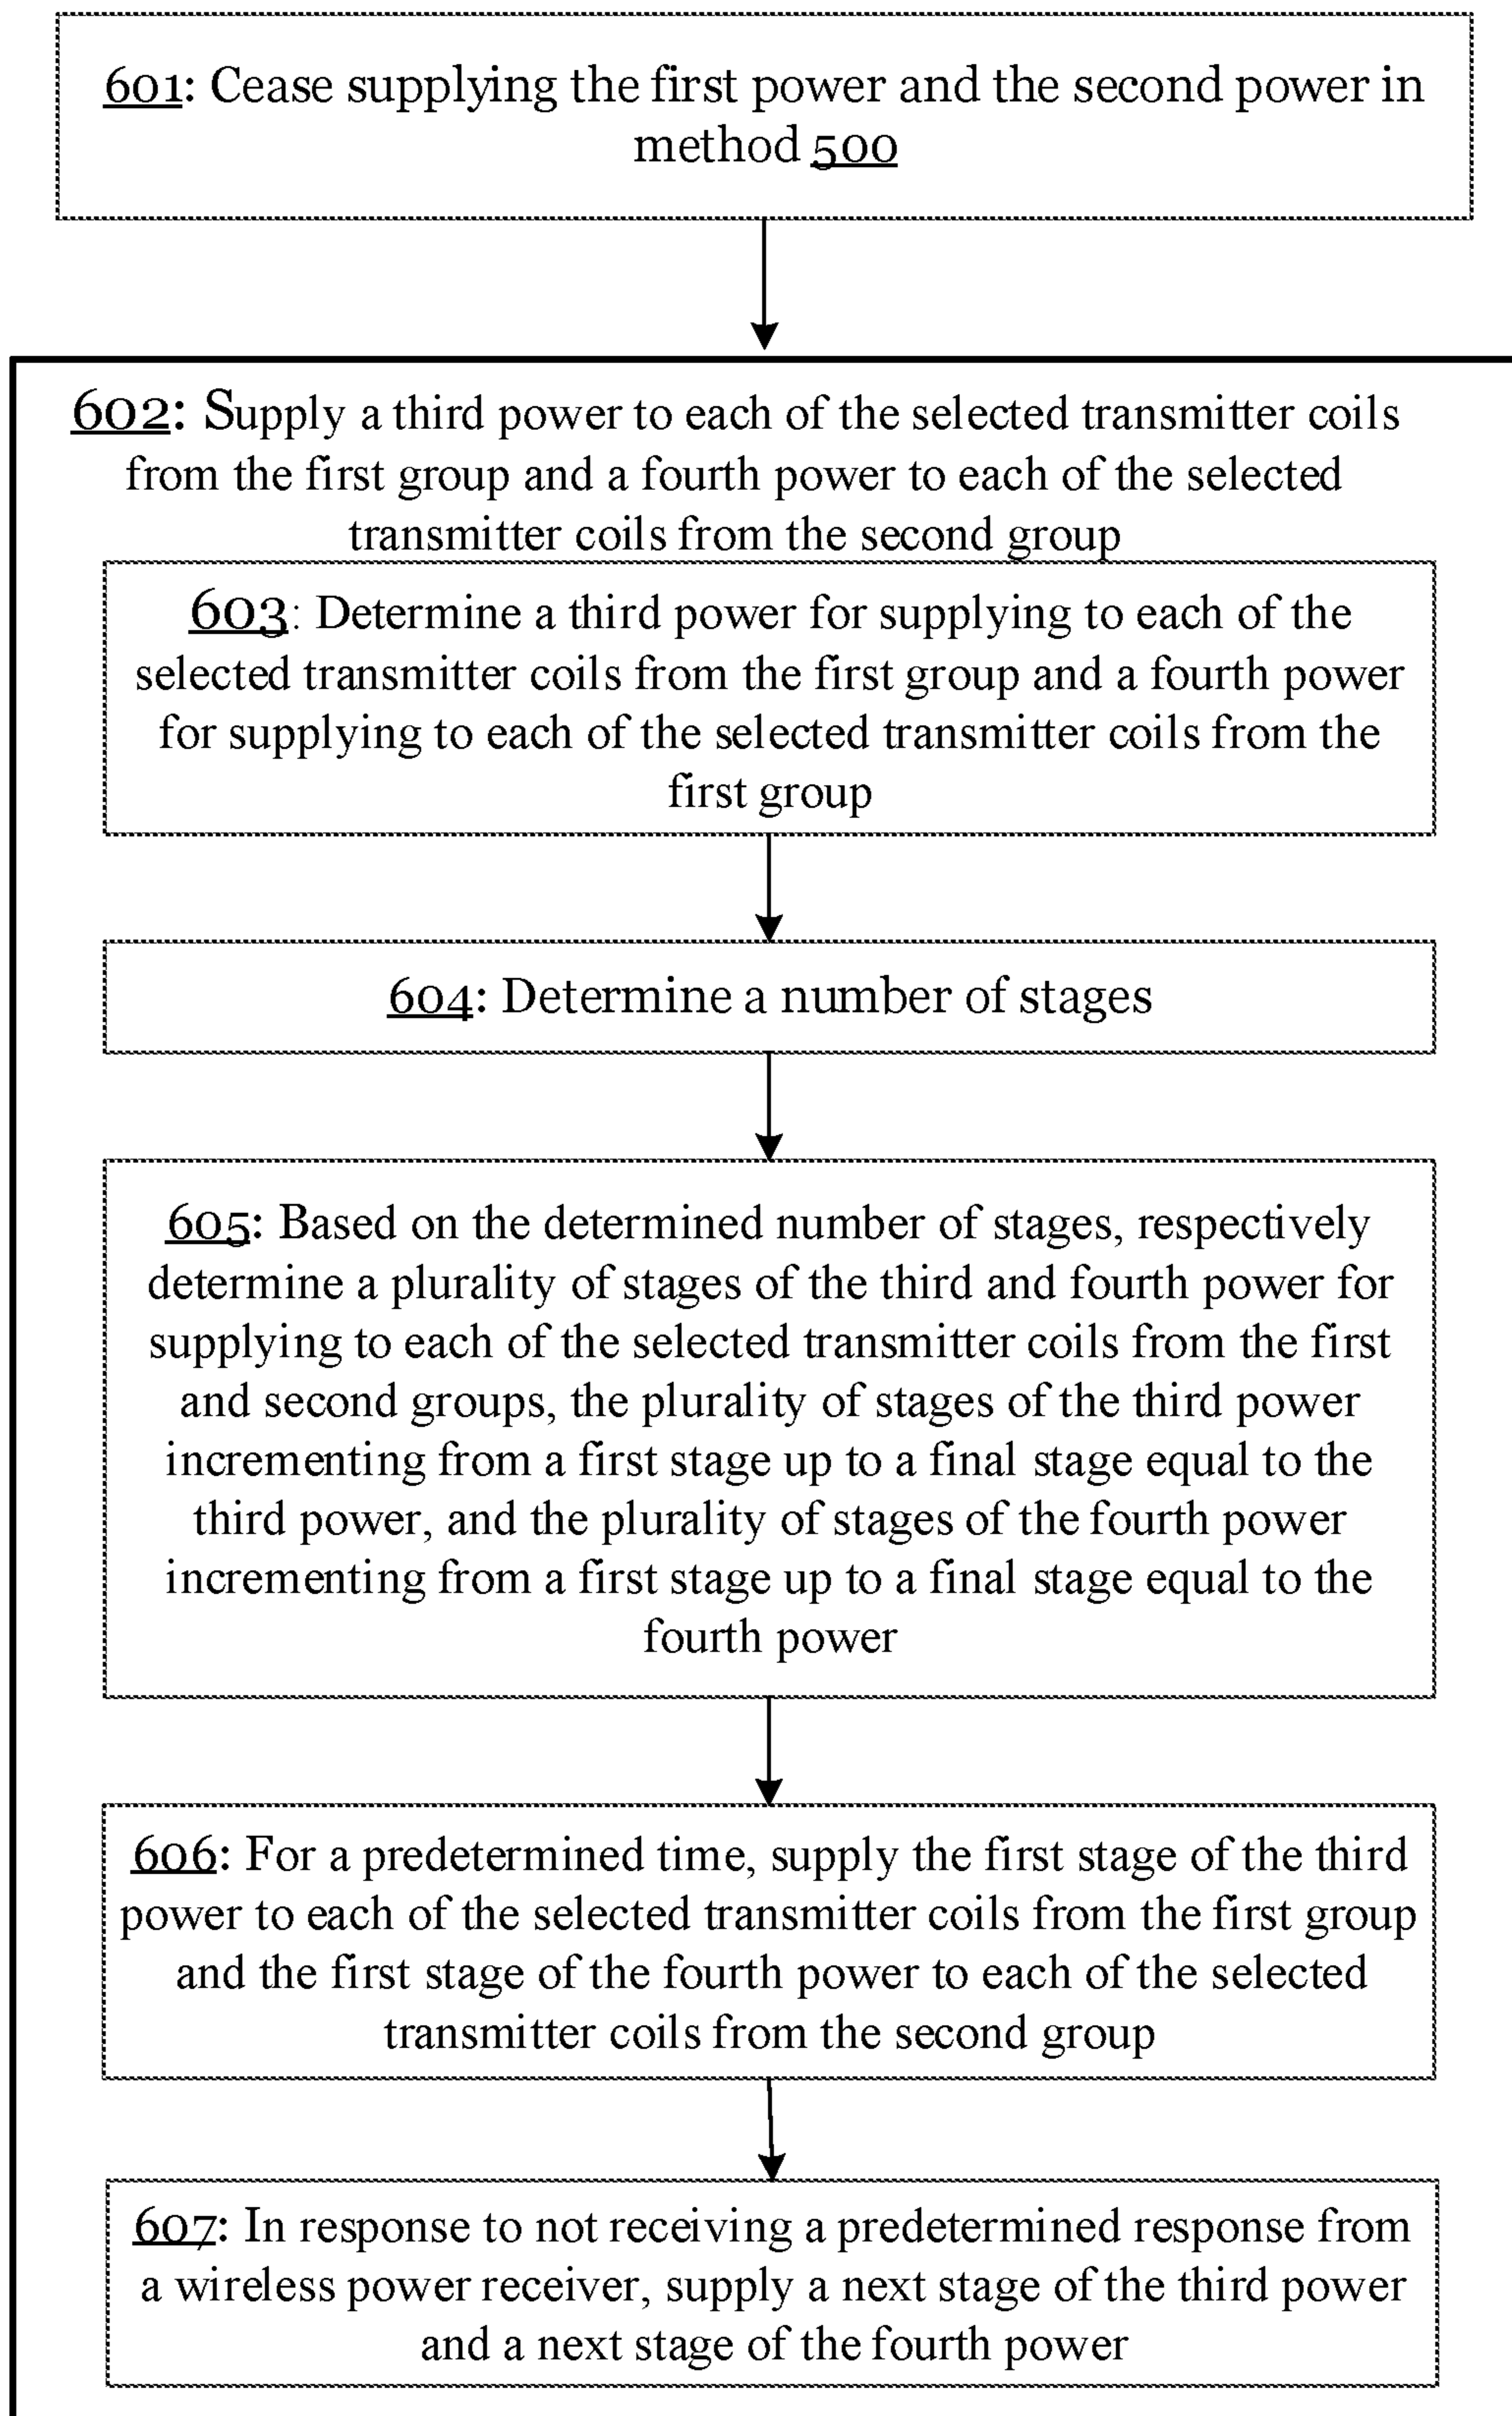 601: Cease supplying the first power and the second power in
method 500
602: Supply a third power to each of the selected transmitter coils
from the first group and a fourth power to each of the selected
transmitter coils from the second group
603: Determine a third power for supplying to each of the
selected transmitter coils from the first group and a fourth power
for supplying to each of the selected transmitter coils from the
first group
604: Determine a number of stages
605: Based on the determined number of stages, respectively
determine a plurality of stages of the third and fourth power for
supplying to each of the selected transmitter coils from the first
and second groups, the plurality of stages of the third power
incrementing from a first stage up to a final stage equal to the
third power, and the plurality of stages of the fourth power
incrementing from a first stage up to a final stage equal to the
fourth power
606: For a predetermined time, supply the first stage of the third
power to each of the selected transmitter coils from the first group
and the first stage of the fourth power to each of the selected
transmitter coils from the second group
607: In response to not receiving a predetermined response from
a wireless power receiver, supply a next stage of the third power
and a next stage of the fourth power